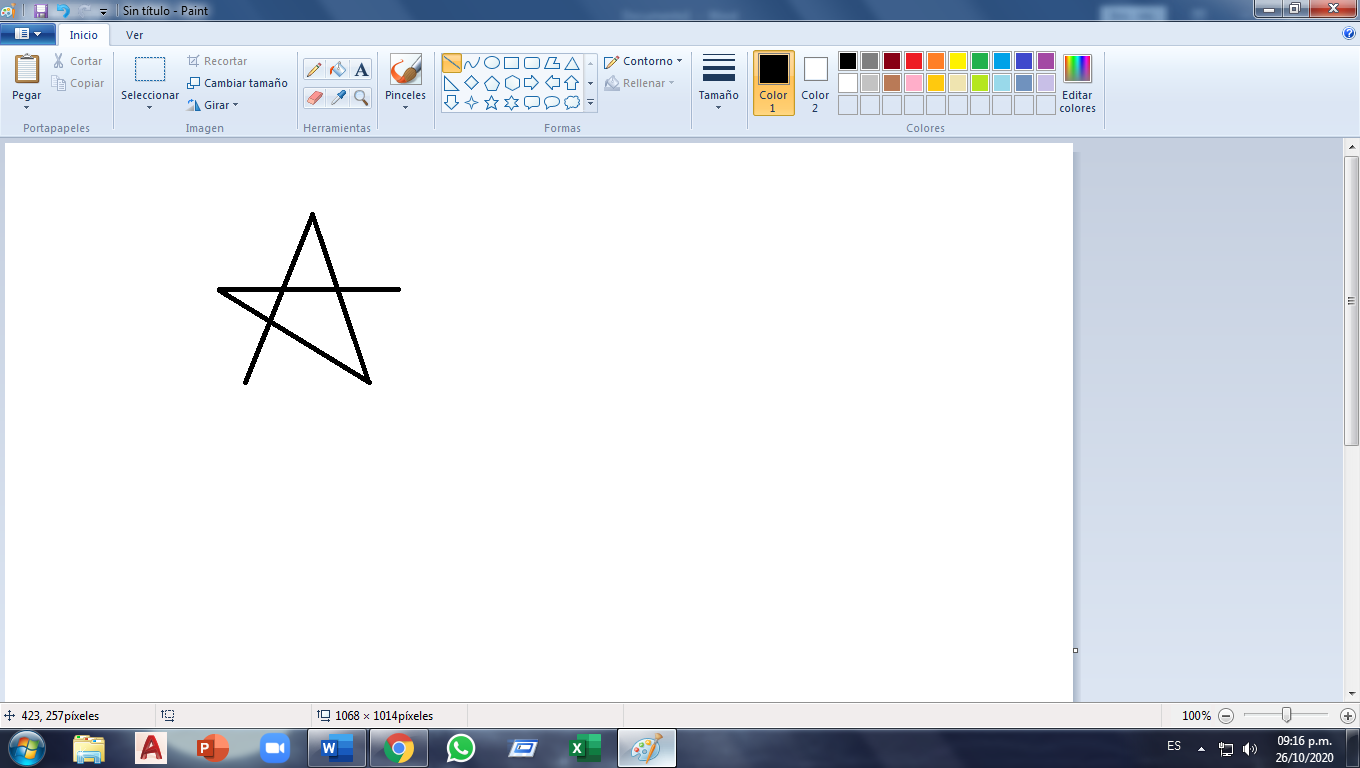 Sin título - Paint
Inicio Ver
Pegar
Cortar
Copiar
Portapapeles
Seleccionar
Recortar
Cambiar tamaño
Girar
Imagen
A
Herramientas
Pinceles
Contorno
Rellenar
Formas
Tamaño
Color 1
Color 2
Editar colores
Colores
423, 257píxeles
1068 × 1014píxeles
100%
ES
09:16 p.m.
26/10/2020